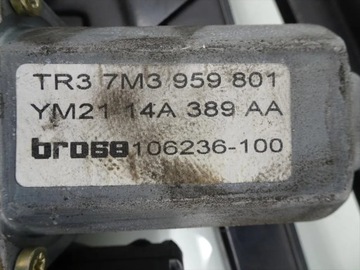 TR3 7M3 959 801
YM21 14A 389 AA
brose 106236-100